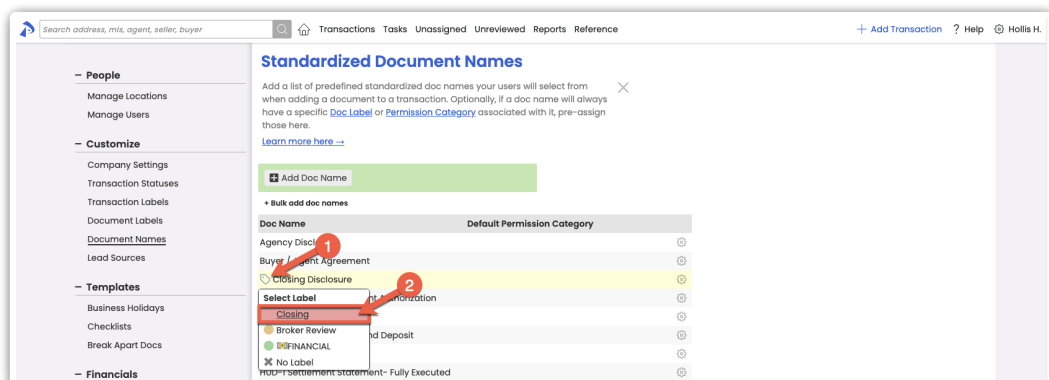 Search address, mls, agent, seller, buyer
Transactions Tasks Unassigned Unreviewed Reports Reference
+ Add Transaction ? Help Hollis H.
– People
Manage Locations
Manage Users
– Customize
Company Settings
Transaction Statuses
Transaction Labels
Document Labels
Document Names
Lead Sources
– Templates
Business Holidays
Checklists
Break Apart Docs
– Financials
Standardized Document Names
Add a list of predefined standardized doc names your users will select from
when adding a document to a transaction. Optionally, if a doc name will always
have a specific Doc Label or Permission Category associated with it, pre-assign
those here.
Learn more here →
Add Doc Name
+ Bulk add doc names
Doc Name Default Permission Category
Agency Discl
1
Buyer / Agent Agreement
Closing Disclosure
2
Select Label
Closing
Broker Review
nd Deposit
FINANCIAL
No Label
HUD-1 Settlement Statement- Fully Executed